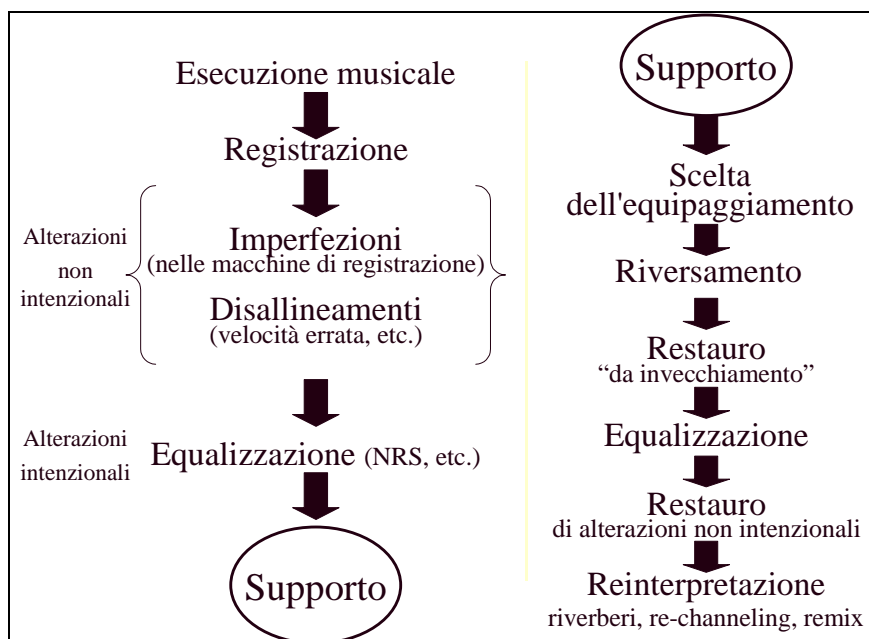 Esecuzione musicale
Registrazione
Alterazioni
non
intenzionali
Imperfezioni
(nelle macchine di registrazione)
Disallineamenti
(velocità errata, etc.)
Alterazioni
intenzionali
Equalizzazione (NRS, etc.)
Supporto
Supporto
Scelta
dell'equipaggiamento
Riversamento
Restauro
“da invecchiamento”
Equalizzazione
Restauro
di alterazioni non intenzionali
Reinterpretazione
riverberi, re-channeling, remix